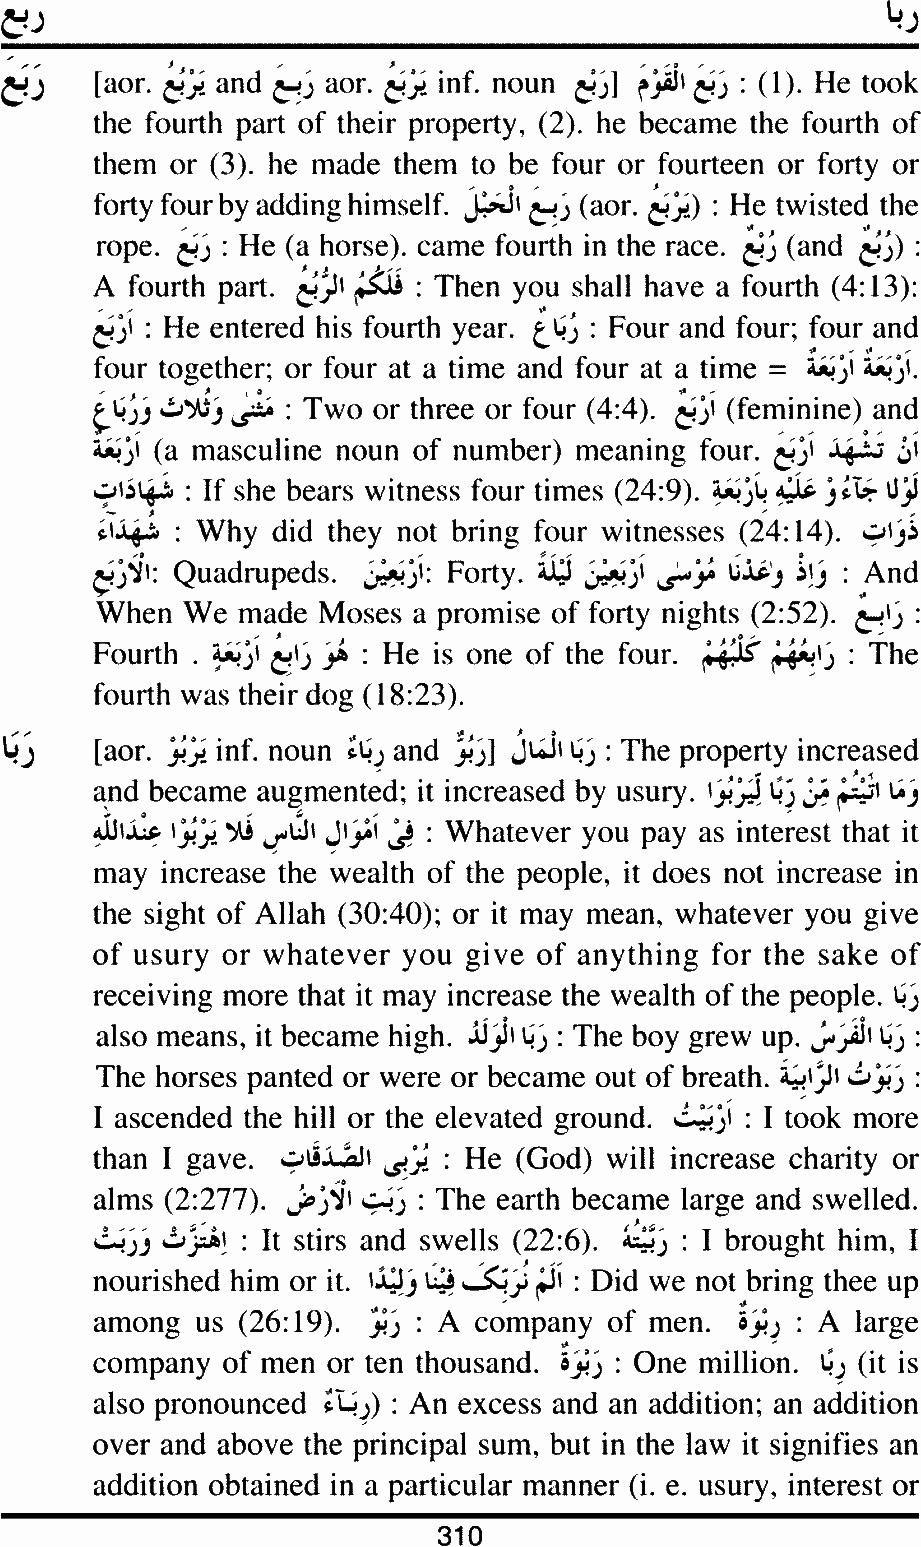 ربع ربا
رَبَعَ [aor. يَرْبَعُ and رَبِعَ aor. يَرْبَعُ inf. noun رَبْع] رَبَعَ الْقَوْمَ : (1). He took
the fourth part of their property, (2). he became the fourth of
them or (3). he made them to be four or fourteen or forty or
forty four by adding himself. رَبِعَ الْحَبْلَ (aor. يَرْبَعُ) : He twisted the
rope. رَبَعَ : He (a horse). came fourth in the race. رُبْعٌ (and رُبُعٌ) :
A fourth part. فَلَكُمُ الرُّبُعُ : Then you shall have a fourth (4:13):
اَرْبَعَ : He entered his fourth year. رُبَاعٌ : Four and four; four and
four together; or four at a time and four at a time = اَرْبَعَةٌ اَرْبَعَةٌ.
مَثْنٰى وَثُلَاثَ وَرُبَاعَ : Two or three or four (4:4). اَرْبَعٌ (feminine) and
اَرْبَعَةٌ (a masculine noun of number) meaning four. اَنْ تَشْهَدَ اَرْبَعَ
شَهَادَاتٍ : If she bears witness four times (24:9). لَوْلَا جَآءُوْ عَلَيْهِ بِاَرْبَعَةِ
شُهَدَآءَ : Why did they not bring four witnesses (24:14). ذَوَاتِ
الْاَرْبَعِ: Quadrupeds. اَرْبَعِيْنَ: Forty. وَاِذْ وٰعَدْنَا مُوْسٰى اَرْبَعِيْنَ لَيْلَةً : And
When We made Moses a promise of forty nights (2:52). رَابِعٌ :
Fourth . هُوَ رَابِعُ اَرْبَعَةٍ : He is one of the four. رَابِعُهُمْ كَلْبُهُمْ : The
fourth was their dog (18:23).
رَبَا [aor. يَرْبُوْ inf. noun رِبَاءٌ and رُبُوٌّ] رَبَا الْمَالُ : The property increased
and became augmented; it increased by usury. وَمَا اٰتَيْتُمْ مِّنْ رِّبًا لِّيَرْبُوَا
فِىْ اَمْوَالِ النَّاسِ فَلَا يَرْبُوْا عِنْدَاللّٰهِ : Whatever you pay as interest that it
may increase the wealth of the people, it does not increase in
the sight of Allah (30:40); or it may mean, whatever you give
of usury or whatever you give of anything for the sake of
receiving more that it may increase the wealth of the people. رَبَا
also means, it became high. رَبَا الْوَلَدُ : The boy grew up. رَبَا الْفَرَسُ :
The horses panted or were or became out of breath. رَبَوْتُ الرَّابِيَةَ :
I ascended the hill or the elevated ground. اَرْبَيْتُ : I took more
than I gave. يُرْبِى الصَّدَقَاتِ : He (God) will increase charity or
alms (2:277). رَبَتِ الْاَرْضُ : The earth became large and swelled.
اِهْتَزَّتْ وَرَبَتْ : It stirs and swells (22:6). رَبَّيْتُهُ : I brought him, I
nourished him or it. اَلَمْ نُرَبِّكَ فِيْنَا وَلِيْدًا : Did we not bring thee up
among us (26:19). رَبْوٌ : A company of men. رِبْوَةٌ : A large
company of men or ten thousand. رَبْوَةٌ : One million. رِبًا (it is
also pronounced رِبَآءٌ) : An excess and an addition; an addition
over and above the principal sum, but in the law it signifies an
addition obtained in a particular manner (i. e. usury, interest or
310